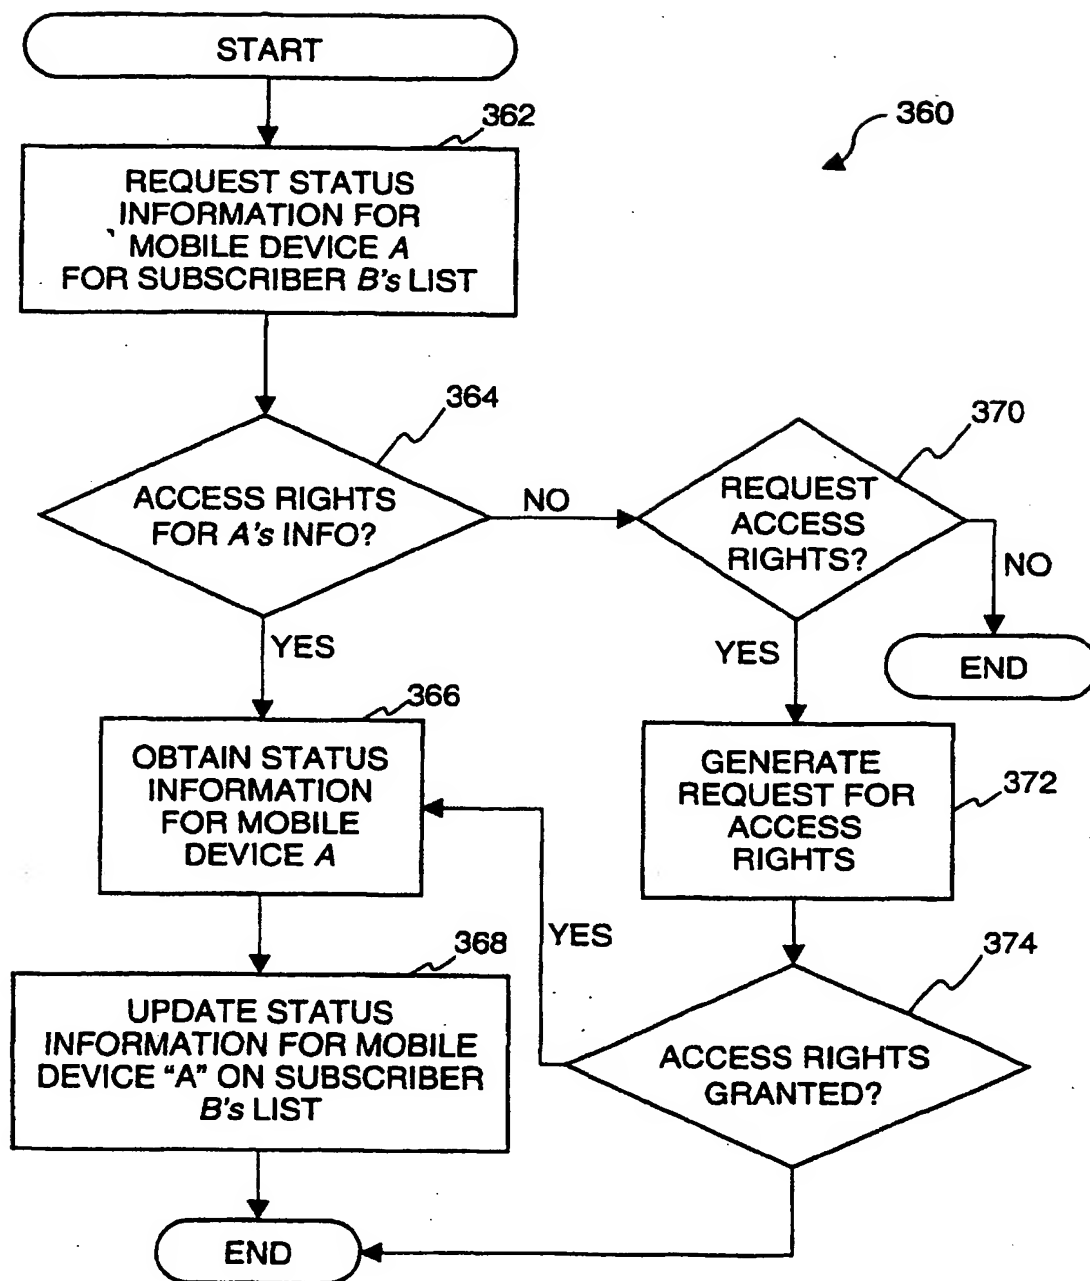 START
360
362
REQUEST STATUS
INFORMATION FOR
MOBILE DEVICE A
FOR SUBSCRIBER B's LIST
364
ACCESS RIGHTS
FOR A's INFO?
NO
370
REQUEST
ACCESS
RIGHTS?
NO
END
YES
YES
366
OBTAIN STATUS
INFORMATION
FOR MOBILE
DEVICE A
GENERATE
REQUEST FOR
ACCESS
RIGHTS
372
YES
368
UPDATE STATUS
INFORMATION FOR MOBILE
DEVICE "A" ON SUBSCRIBER
B's LIST
374
ACCESS RIGHTS
GRANTED?
END